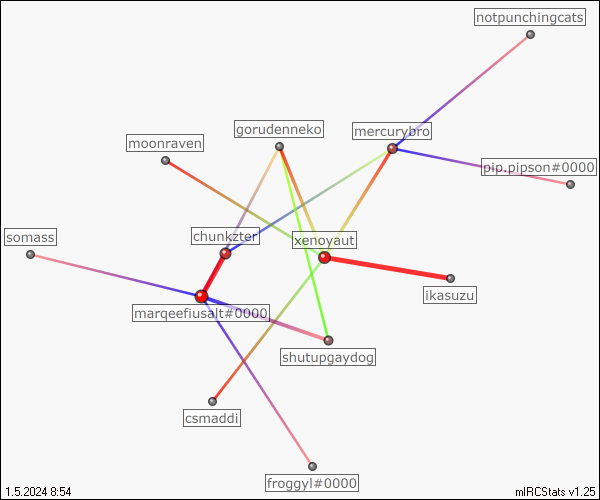 notpunchingcats
gorudenneko
mercurybro
moonraven
pip.pipson#0000
somass
chunkzter
xenoyaut
ikasuzu
marqeefiusalt#0000
shutupgaydog
csmaddi
froggyl#0000
1.5.2024 8:54
mIRCStats v1.25